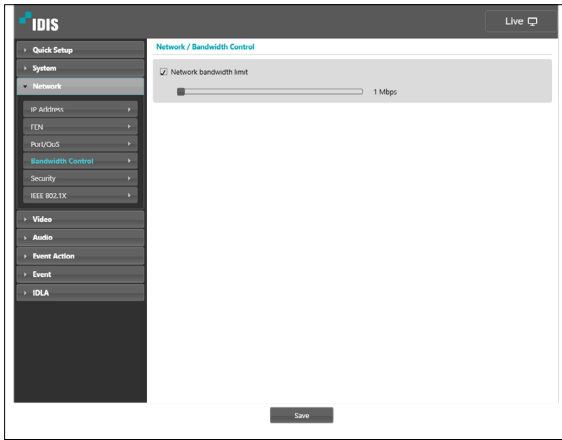 IDIS
Live
Quick Setup
System
Network
IP Address
FEN
Port/QoS
Bandwidth Control
Security
IEEE 802.1X
Video
Audio
Event Action
Event
IDLA
Network / Bandwidth Control
Network bandwidth limit
1 Mbps
Save